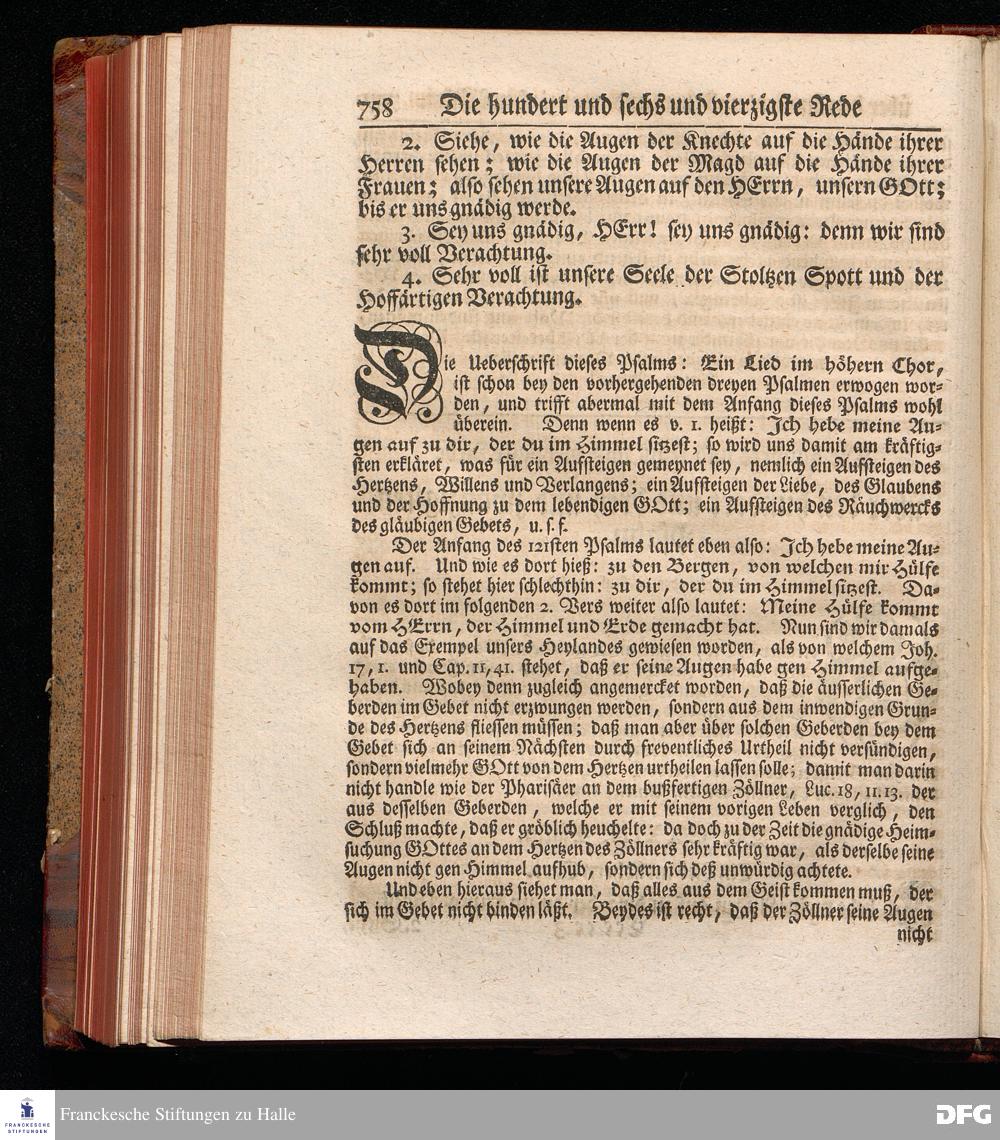 758 Die hundert und sechs und vierzigste Rede
2. Siehe, wie die Augen der Knechte auf die Hände ihrer
Herren sehen; wie die Augen der Magd auf die Hände ihrer
Frauen; also sehen unsere Augen auf den HErrn, unsern GOtt;
bis er uns gnädig werde.
3. Sey uns gnädig, HErr! sey uns gnädig: denn wir sind
sehr voll Verachtung.
4. Sehr voll ist unsere Seele der Stoltzen Spott und der
Hoffärtigen Verachtung.
Die Ueberschrift dieses Psalms: Ein Lied im höhern Chor,
ist schon bey den vorhergehenden dreyen Psalmen erwogen wor-
den, und trifft abermal mit dem Anfang dieses Psalms wohl
überein. Denn wenn es v. 1. heißt: Ich hebe meine Au-
gen auf zu dir, der du im Himmel sitzest; so wird uns damit am kräftig-
sten erkläret, was für ein Aufsteigen gemeynet sey, nemlich ein Aufsteigen des
Hertzens, Willens und Verlangens; ein Aufsteigen der Liebe, des Glaubens
und der Hoffnung zu dem lebendigen GOtt; ein Aufsteigen des Räuchwercks
des gläubigen Gebets, u. s. f.
Der Anfang des 121sten Psalms lautet eben also: Ich hebe meine Au-
gen auf. Und wie es dort hieß: zu den Bergen, von welchen mir Hülfe
kommt; so stehet hier schlechthin: zu dir, der du im Himmel sitzest. Da-
von es dort im folgenden 2. Vers weiter also lautet: Meine Hülfe kommt
vom HErrn, der Himmel und Erde gemacht hat. Nun sind wir damals
auf das Exempel unsers Heylandes gewiesen worden, als von welchem Joh.
17, 1. und Cap. 11, 41. stehet, daß er seine Augen habe gen Himmel aufge-
haben. Wobey denn zugleich angemercket worden, daß die äusserlichen Ge-
berden im Gebet nicht erzwungen werden, sondern aus dem inwendigen Grun-
de des Hertzens fliessen müssen; daß man aber über solchen Geberden bey dem
Gebet sich an seinem Nächsten durch freventliches Urtheil nicht versündigen,
sondern vielmehr GOtt von dem Hertzen urtheilen lassen solle; damit man darin
nicht handle wie der Pharisäer an dem bußfertigen Zöllner, Luc. 18, 11. 13. der
aus desselben Geberden, welche er mit seinem vorigen Leben verglich, den
Schluß machte, daß er gröblich heuchelte: da doch zu der Zeit die gnädige Heim-
suchung GOttes an dem Hertzen des Zöllners sehr kräftig war, als derselbe seine
Augen nicht gen Himmel aufhub, sondern sich deß unwürdig achtete.
Und eben hieraus siehet man, daß alles aus dem Geist kommen muß, der
sich im Gebet nicht binden läßt. Beydes ist recht, daß der Zöllner seine Augen
nicht
FRANCKESCHE
STIFTUNGEN
Franckesche Stiftungen zu Halle
DFG